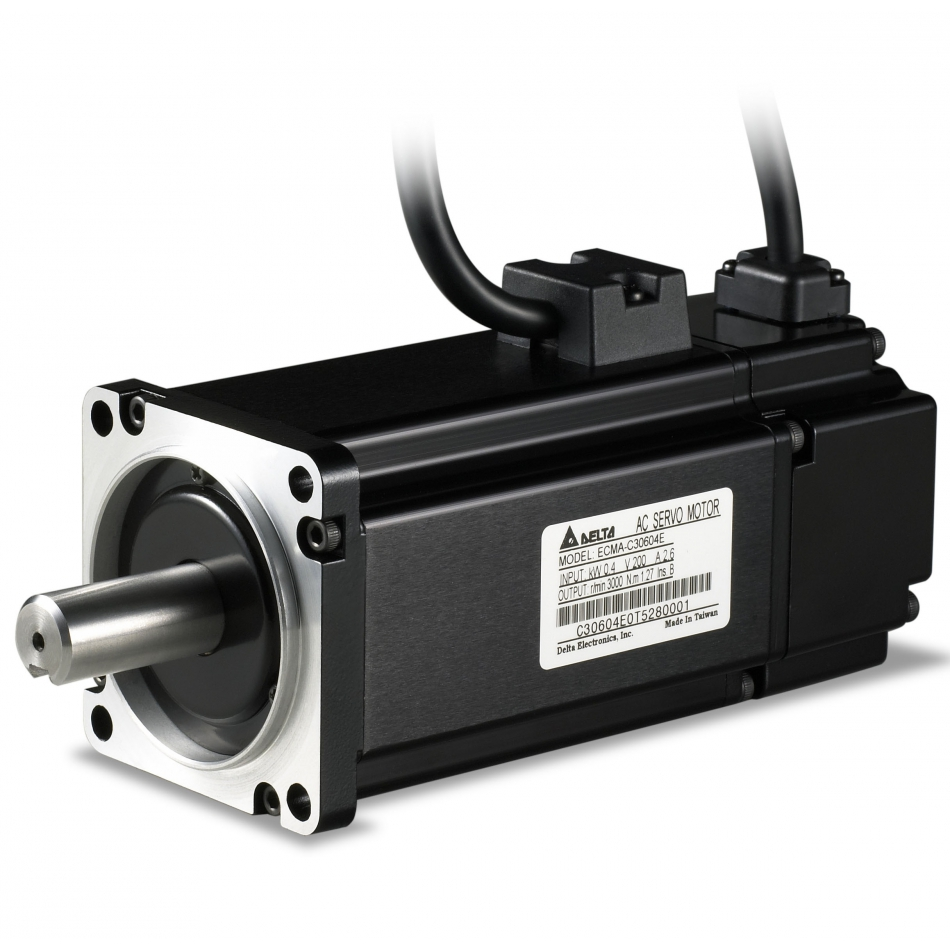 DELTA AC SERVO MOTOR
MODEL: ECMA-C30604E
INPUT kW 0.4 V 200 A 2.6
OUTPUT r/min 3000 N.m 1.27 Ins. B
C30604E0T5280001
Delta Electronics, Inc. Made In Taiwan